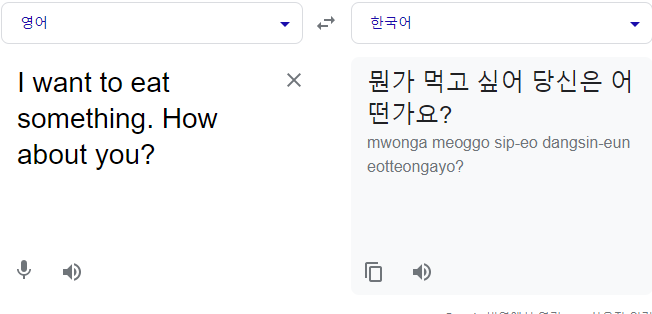 영어
한국어
I want to eat
something. How
about you?
뭔가 먹고 싶어 당신은 어
떤가요?
mwonga meoggo sip-eo dangsin-eun
eotteongayo?